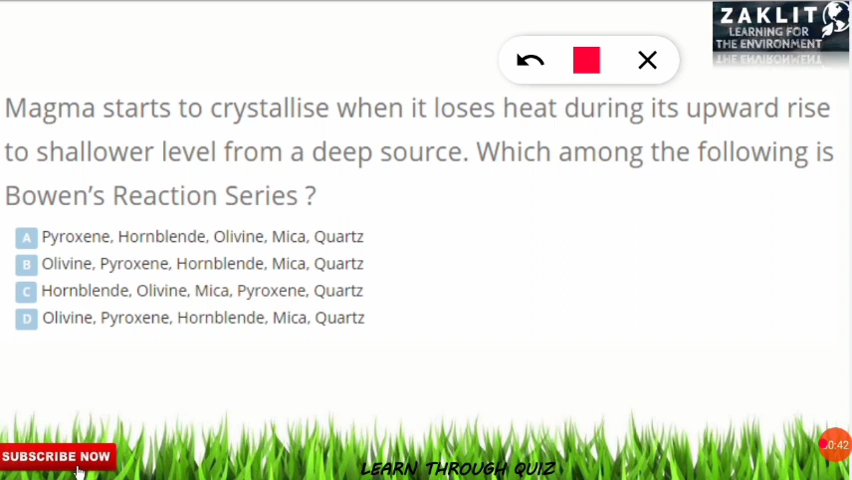 ZAKLIT
LEARNING FOR
THE ENVIRONMENT
Magma starts to crystallise when it loses heat during its upward rise
to shallower level from a deep source. Which among the following is
Bowen's Reaction Series ?
A Pyroxene, Hornblende, Olivine, Mica, Quartz
B Olivine, Pyroxene, Hornblende, Mica, Quartz
C Hornblende, Olivine, Mica, Pyroxene, Quartz
D Olivine, Pyroxene, Hornblende, Mica, Quartz
0:42
SUBSCRIBE NOW
LEARN THROUGH QUIZ